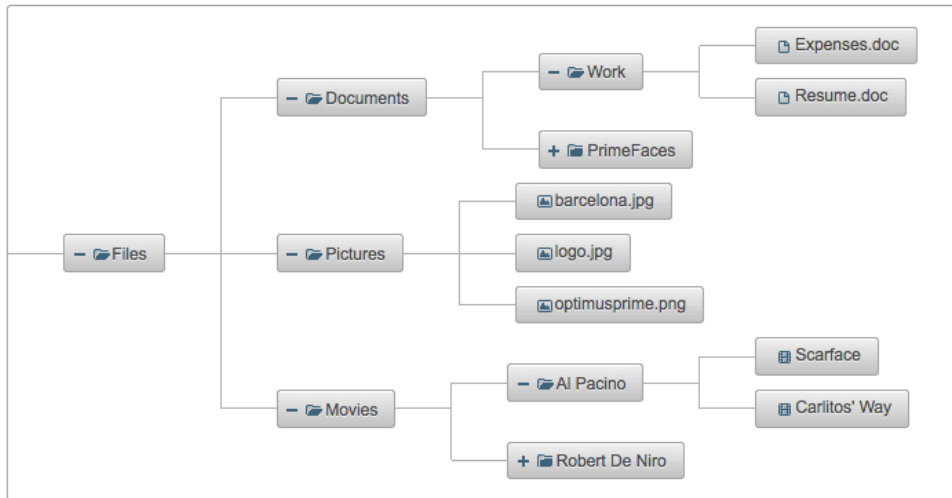 Files
Documents
Work
Expenses.doc
Resume.doc
PrimeFaces
Pictures
barcelona.jpg
logo.jpg
optimusprime.png
Movies
Al Pacino
Scarface
Carlitos' Way
Robert De Niro